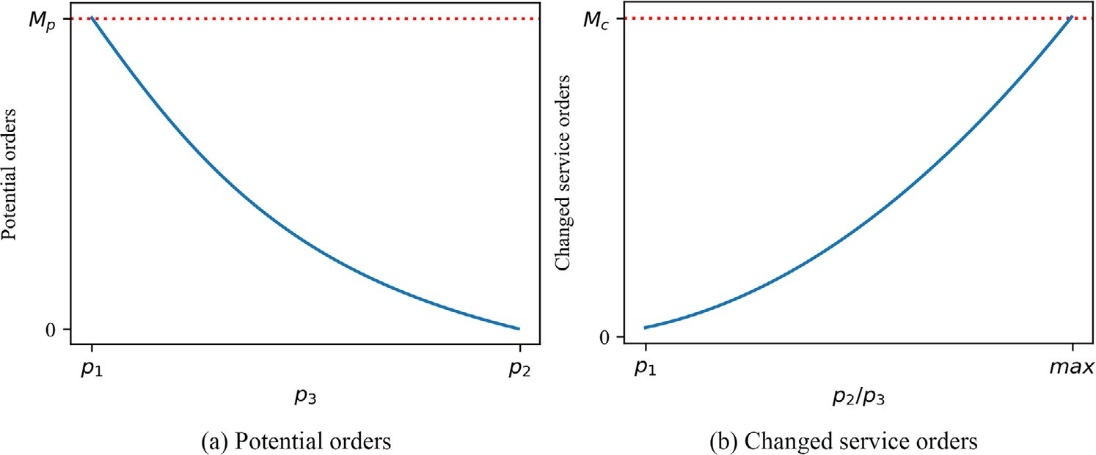 Mₚ
Potential orders
0
p₁
p₂
p₃
(a) Potential orders
M_c
Changed service orders
0
p₁
max
p₂/p₃
(b) Changed service orders